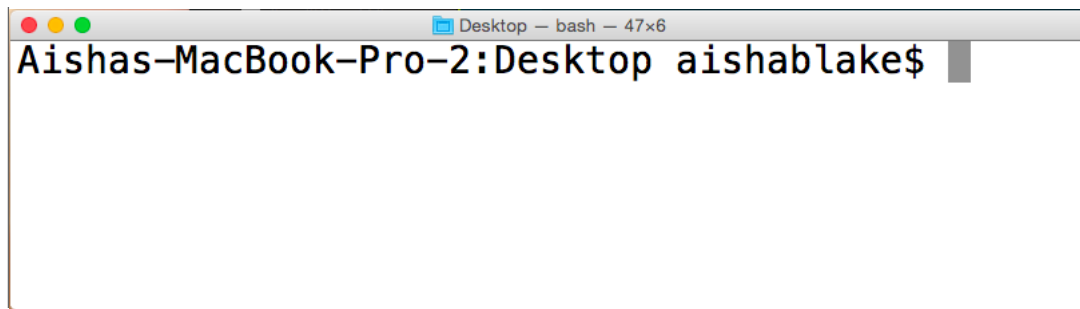 Desktop — bash — 47×6
Aishas-MacBook-Pro-2:Desktop aishablake$